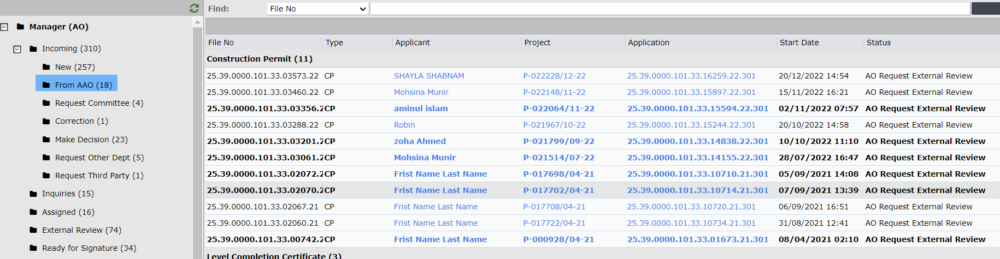 Find: File No
Manager (AO)
Incoming (310)
New (257)
From AAO (18)
Request Committee (4)
Correction (1)
Make Decision (23)
Request Other Dept (5)
Request Third Party (1)
Inquiries (15)
Assigned (16)
External Review (74)
Ready for Signature (34)
File No Type Applicant Project Application Start Date Status
Construction Permit (11)
25.39.0000.101.33.03573.22 CP SHAYLA SHABNAM P-022228/12-22 25.39.0000.101.33.16259.22.301 20/12/2022 14:54 AO Request External Review
25.39.0000.101.33.03460.22 CP Mohsina Munir P-022148/11-22 25.39.0000.101.33.15897.22.301 15/11/2022 16:21 AO Request External Review
25.39.0000.101.33.03356.2 CP aminul islam P-022064/11-22 25.39.0000.101.33.15594.22.301 02/11/2022 07:57 AO Request External Review
25.39.0000.101.33.03288.22 CP Robin P-021967/10-22 25.39.0000.101.33.15244.22.301 20/10/2022 14:58 AO Request External Review
25.39.0000.101.33.03201.2 CP zoha Ahmed P-021799/09-22 25.39.0000.101.33.14838.22.301 10/10/2022 11:10 AO Request External Review
25.39.0000.101.33.03061.2 CP Mohsina Munir P-021514/07-22 25.39.0000.101.33.14155.22.301 28/07/2022 16:47 AO Request External Review
25.39.0000.101.33.02072.2 CP Frist Name Last Name P-017698/04-21 25.39.0000.101.33.10710.21.301 05/09/2021 14:08 AO Request External Review
25.39.0000.101.33.02070.2 CP Frist Name Last Name P-017702/04-21 25.39.0000.101.33.10714.21.301 07/09/2021 13:39 AO Request External Review
25.39.0000.101.33.02067.21 CP Frist Name Last Name P-017708/04-21 25.39.0000.101.33.10720.21.301 06/09/2021 16:51 AO Request External Review
25.39.0000.101.33.02060.21 CP Frist Name Last Name P-017722/04-21 25.39.0000.101.33.10734.21.301 31/08/2021 12:41 AO Request External Review
25.39.0000.101.33.00742.2 CP Frist Name Last Name P-000928/04-21 25.39.0000.101.33.01673.21.301 08/04/2021 02:10 AO Request External Review
Level Completion Certificate (3)